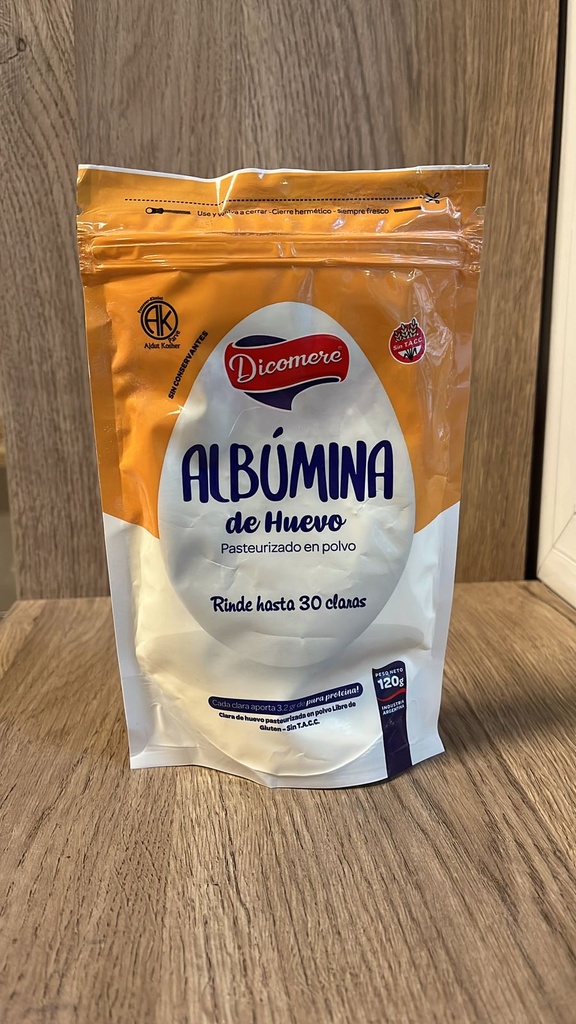 Use y vuelva a cerrar - Cierre hermético - Siempre fresco
AK
Parve
Ajdut Kosher
SIN CONSERVANTES
Sin T.A.C.C.
Dicomere
ALBÚMINA
de Huevo
Pasteurizado en polvo
Rinde hasta 30 claras
PESO NETO
120g
INDUSTRIA
ARGENTINA
Cada clara aporta 3.2 gr de pura proteína!
Clara de huevo pasteurizada en polvo Libre de
Gluten - Sin T.A.C.C.